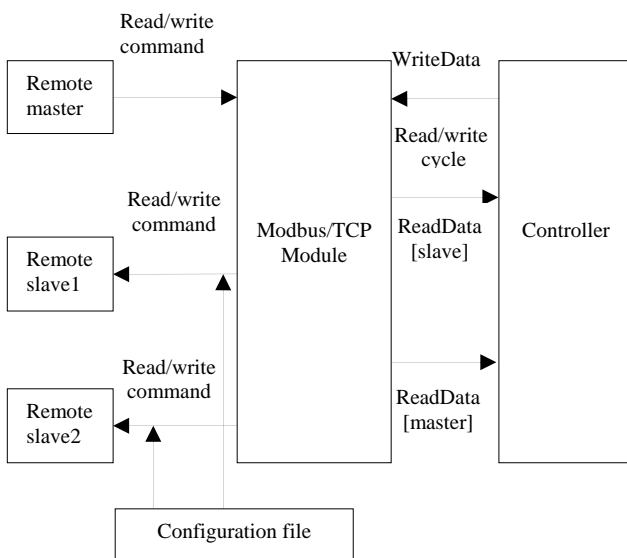 Read/write
command
Remote
master
WriteData
Read/write
cycle
Read/write
command
Modbus/TCP
Module
Controller
ReadData
[slave]
Remote
slave1
Read/write
command
Remote
slave2
ReadData
[master]
Configuration file